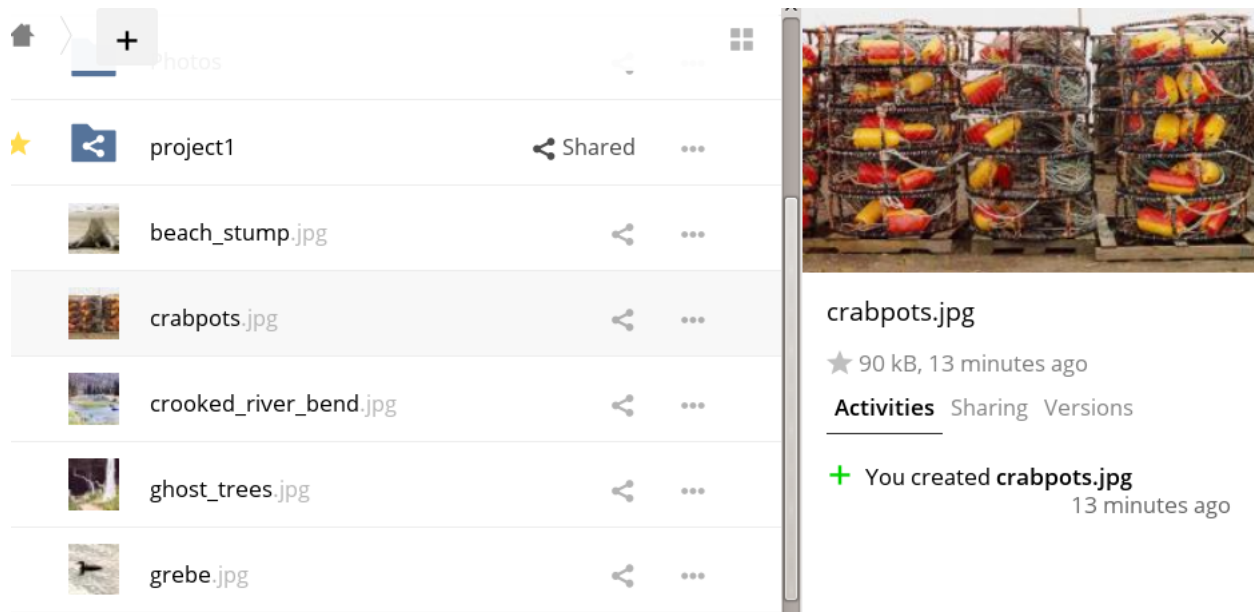 +
Photos
project1
Shared
beach_stump.jpg
crabpots.jpg
crooked_river_bend.jpg
ghost_trees.jpg
grebe.jpg
crabpots.jpg
90 kB, 13 minutes ago
Activities Sharing Versions
You created crabpots.jpg
13 minutes ago